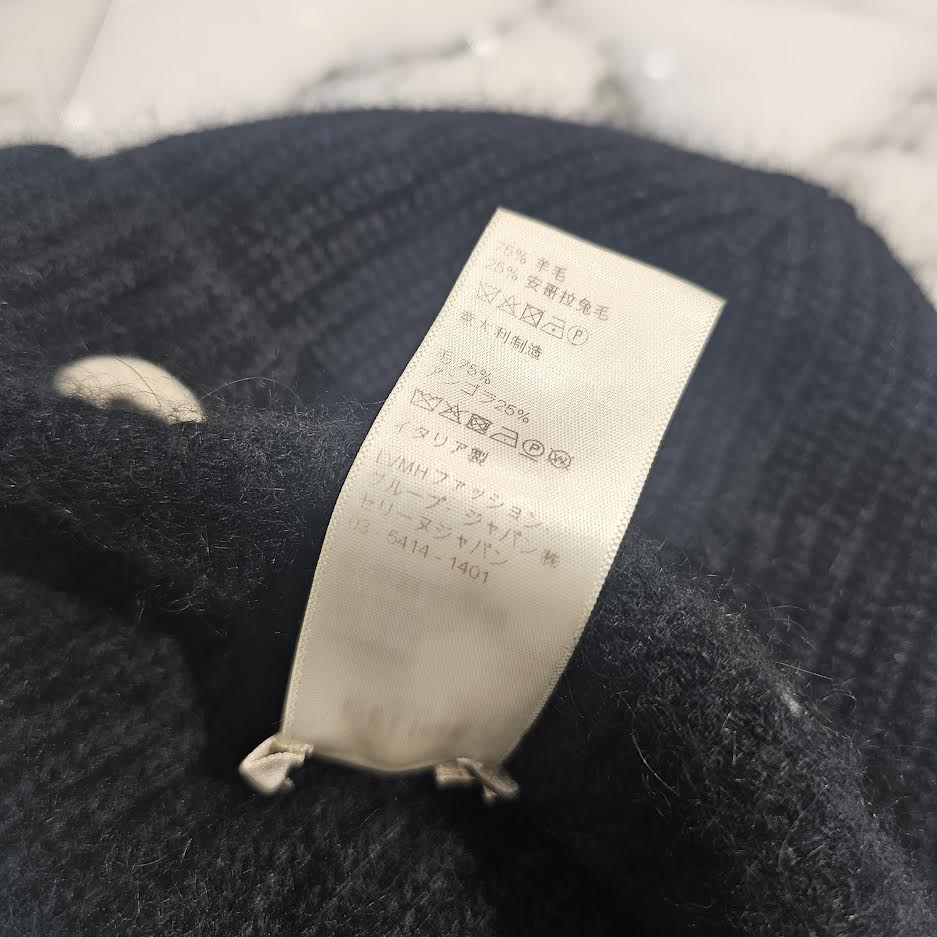 75% 羊毛
25% 安哥拉兔毛
P
意大利制造
毛 75%
アンゴラ25%
P W
イタリア製
LVMHファッション
グループ・ジャパン㈱
セリーヌジャパン
03 5414-1401